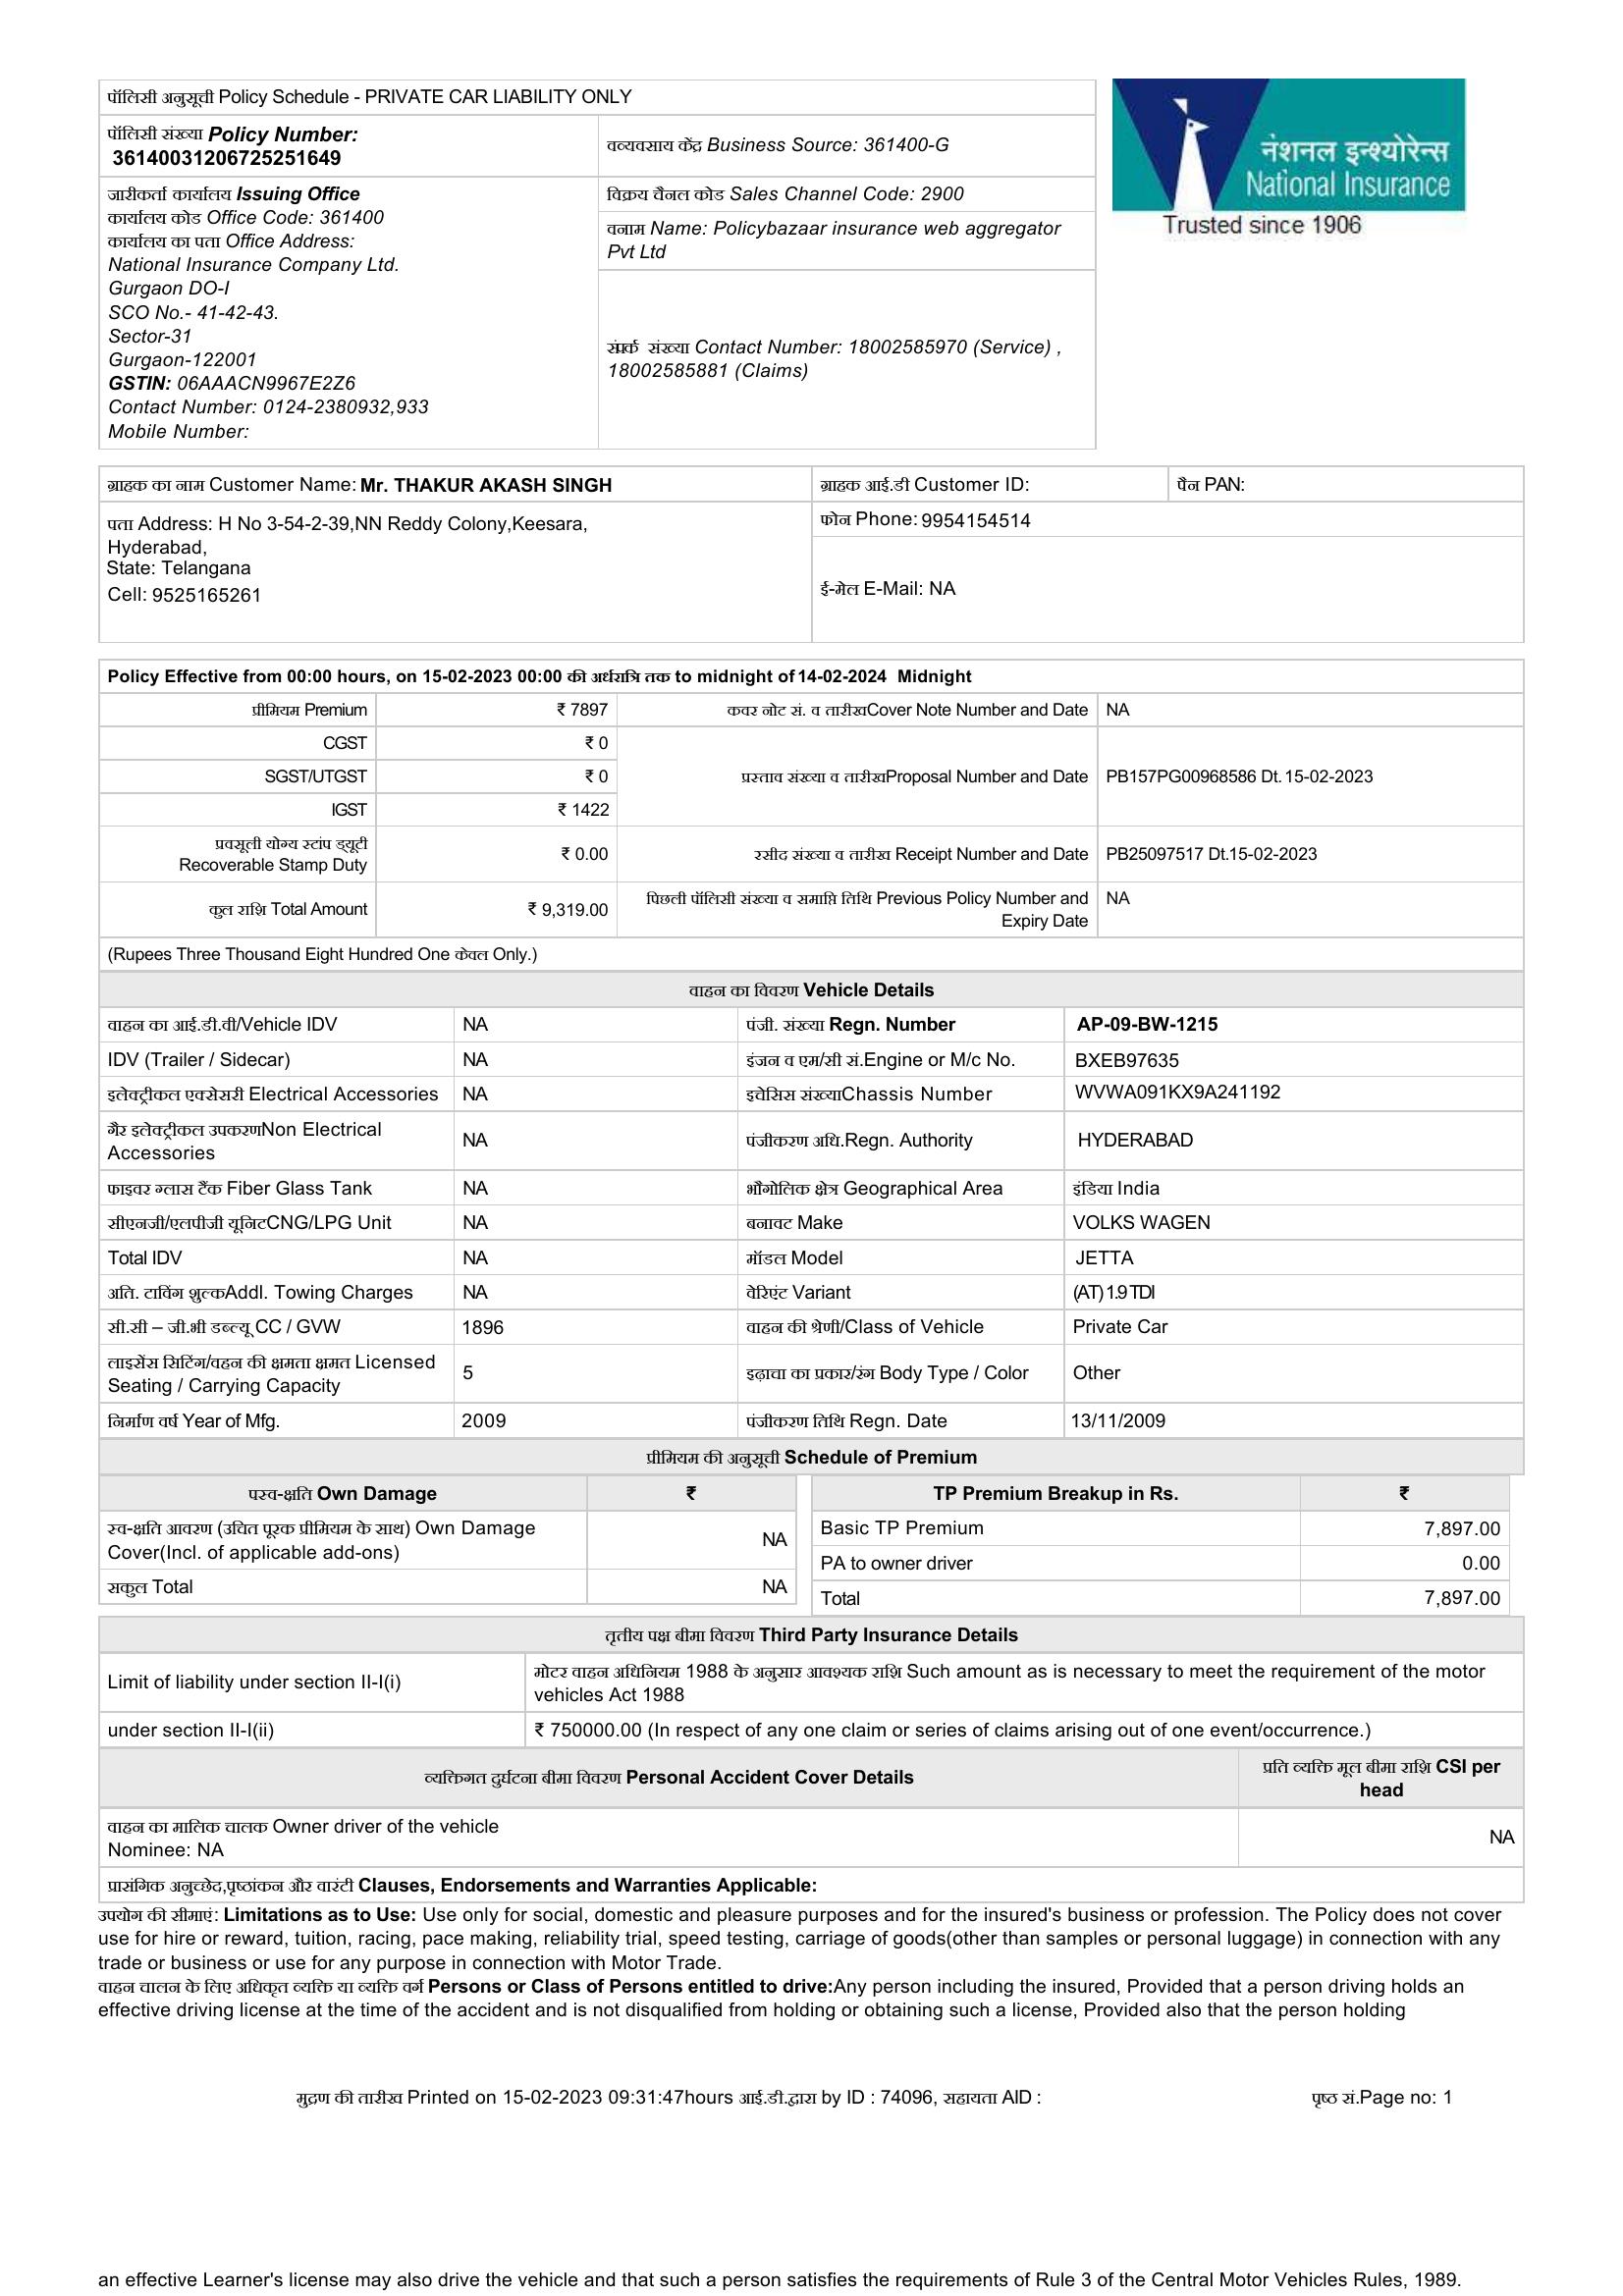 पॉलिसी अनुसूची Policy Schedule - PRIVATE CAR LIABILITY ONLY
पॉलिसी संख्या Policy Number:
36140031206725251649
वव्यवसाय केंद्र Business Source: 361400-G
नेशनल इन्श्योरेन्स
National Insurance
Trusted since 1906
जारीकर्ता कार्यालय Issuing Office
कार्यालय कोड Office Code: 361400
कार्यालय का पता Office Address:
National Insurance Company Ltd.
Gurgaon DO-I
SCO No.- 41-42-43.
Sector-31
Gurgaon-122001
GSTIN: 06AAACN9967E2Z6
Contact Number: 0124-2380932,933
Mobile Number:
विक्रय चैनल कोड Sales Channel Code: 2900
वनाम Name: Policybazaar insurance web aggregator
Pvt Ltd
संपर्क संख्या Contact Number: 18002585970 (Service) ,
18002585881 (Claims)
ग्राहक का नाम Customer Name: Mr. THAKUR AKASH SINGH
ग्राहक आई.डी Customer ID:
पैन PAN:
पता Address: H No 3-54-2-39,NN Reddy Colony,Keesara,
Hyderabad,
State: Telangana
Cell: 9525165261
फोन Phone: 9954154514
ई-मेल E-Mail: NA
Policy Effective from 00:00 hours, on 15-02-2023 00:00 की अर्धरात्रि तक to midnight of 14-02-2024 Midnight
प्रीमियम Premium ₹ 7897 कवर नोट सं. व तारीखCover Note Number and Date NA
CGST ₹ 0
SGST/UTGST ₹ 0 प्रस्ताव संख्या व तारीखProposal Number and Date PB157PG00968586 Dt. 15-02-2023
IGST ₹ 1422
प्रवसूली योग्य स्टांप ड्यूटी
Recoverable Stamp Duty ₹ 0.00 रसीद संख्या व तारीख Receipt Number and Date PB25097517 Dt.15-02-2023
कुल राशि Total Amount ₹ 9,319.00 पिछली पॉलिसी संख्या व समाप्ति तिथि Previous Policy Number and
Expiry Date NA
(Rupees Three Thousand Eight Hundred One केवल Only.)
वाहन का विवरण Vehicle Details
वाहन का आई.डी.वी/Vehicle IDV NA पंजी. संख्या Regn. Number AP-09-BW-1215
IDV (Trailer / Sidecar) NA इंजन व एम/सी सं.Engine or M/c No. BXEB97635
इलेक्ट्रीकल एक्सेसरी Electrical Accessories NA इचेसिस संख्याChassis Number WVWA091KX9A241192
गैर इलेक्ट्रीकल उपकरणNon Electrical
Accessories NA पंजीकरण अधि.Regn. Authority HYDERABAD
फाइवर ग्लास टैंक Fiber Glass Tank NA भौगोलिक क्षेत्र Geographical Area इंडिया India
सीएनजी/एलपीजी यूनिटCNG/LPG Unit NA बनावट Make VOLKS WAGEN
Total IDV NA मॉडल Model JETTA
अति. टाविंग शुल्कAddl. Towing Charges NA वेरिएंट Variant (AT) 1.9 TDI
सी.सी – जी.भी डब्ल्यू CC / GVW 1896 वाहन की श्रेणी/Class of Vehicle Private Car
लाइसेंस सिटिंग/वहन की क्षमता क्षमत Licensed
Seating / Carrying Capacity 5 इढ़ाचा का प्रकार/रंग Body Type / Color Other
निर्माण वर्ष Year of Mfg. 2009 पंजीकरण तिथि Regn. Date 13/11/2009
प्रीमियम की अनुसूची Schedule of Premium
परव-क्षति Own Damage ₹
स्व-क्षति आवरण (उचित पूरक प्रीमियम के साथ) Own Damage
Cover(Incl. of applicable add-ons) NA
सकुल Total NA
TP Premium Breakup in Rs. ₹
Basic TP Premium 7,897.00
PA to owner driver 0.00
Total 7,897.00
तृतीय पक्ष बीमा विवरण Third Party Insurance Details
Limit of liability under section II-I(i) मोटर वाहन अधिनियम 1988 के अनुसार आवश्यक राशि Such amount as is necessary to meet the requirement of the motor
vehicles Act 1988
under section II-I(ii) ₹ 750000.00 (In respect of any one claim or series of claims arising out of one event/occurrence.)
व्यक्तिगत दुर्घटना बीमा विवरण Personal Accident Cover Details प्रति व्यक्ति मूल बीमा राशि CSI per
head
वाहन का मालिक चालक Owner driver of the vehicle
Nominee: NA
NA
प्रासंगिक अनुच्छेद,पृष्ठांकन और वारंटी Clauses, Endorsements and Warranties Applicable:
उपयोग की सीमाएं: Limitations as to Use: Use only for social, domestic and pleasure purposes and for the insured's business or profession. The Policy does not cover
use for hire or reward, tuition, racing, pace making, reliability trial, speed testing, carriage of goods(other than samples or personal luggage) in connection with any
trade or business or use for any purpose in connection with Motor Trade.
वाहन चालन के लिए अधिकृत व्यक्ति या व्यक्ति वर्ग Persons or Class of Persons entitled to drive:Any person including the insured, Provided that a person driving holds an
effective driving license at the time of the accident and is not disqualified from holding or obtaining such a license, Provided also that the person holding
मुद्रण की तारीख Printed on 15-02-2023 09:31:47hours आई.डी.द्वारा by ID : 74096, सहायता AID :
पृष्ठ सं.Page no: 1
an effective Learner's license may also drive the vehicle and that such a person satisfies the requirements of Rule 3 of the Central Motor Vehicles Rules, 1989.